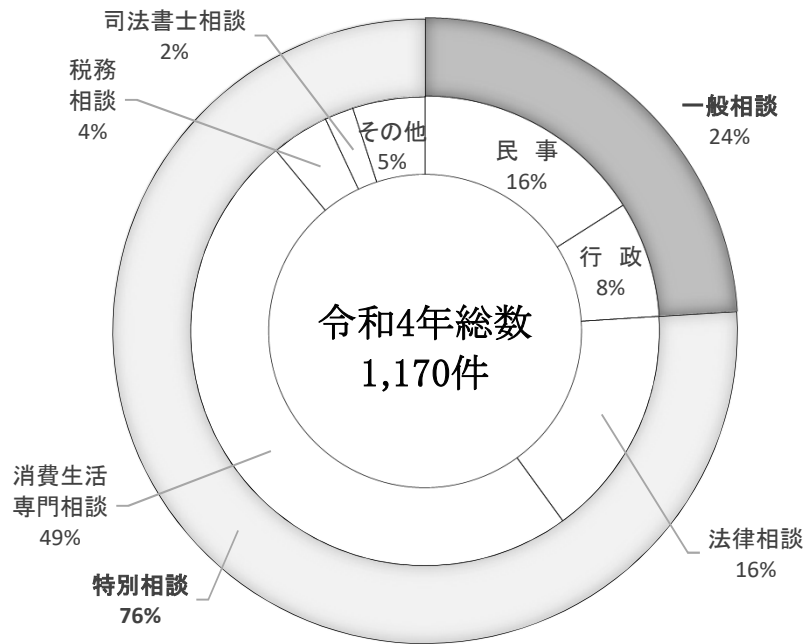 司法書士相談
2%
税務
相談
4%
その他
5%
民 事
16%
一般相談
24%
行 政
8%
令和4年総数
1,170件
消費生活
専門相談
49%
特別相談
76%
法律相談
16%